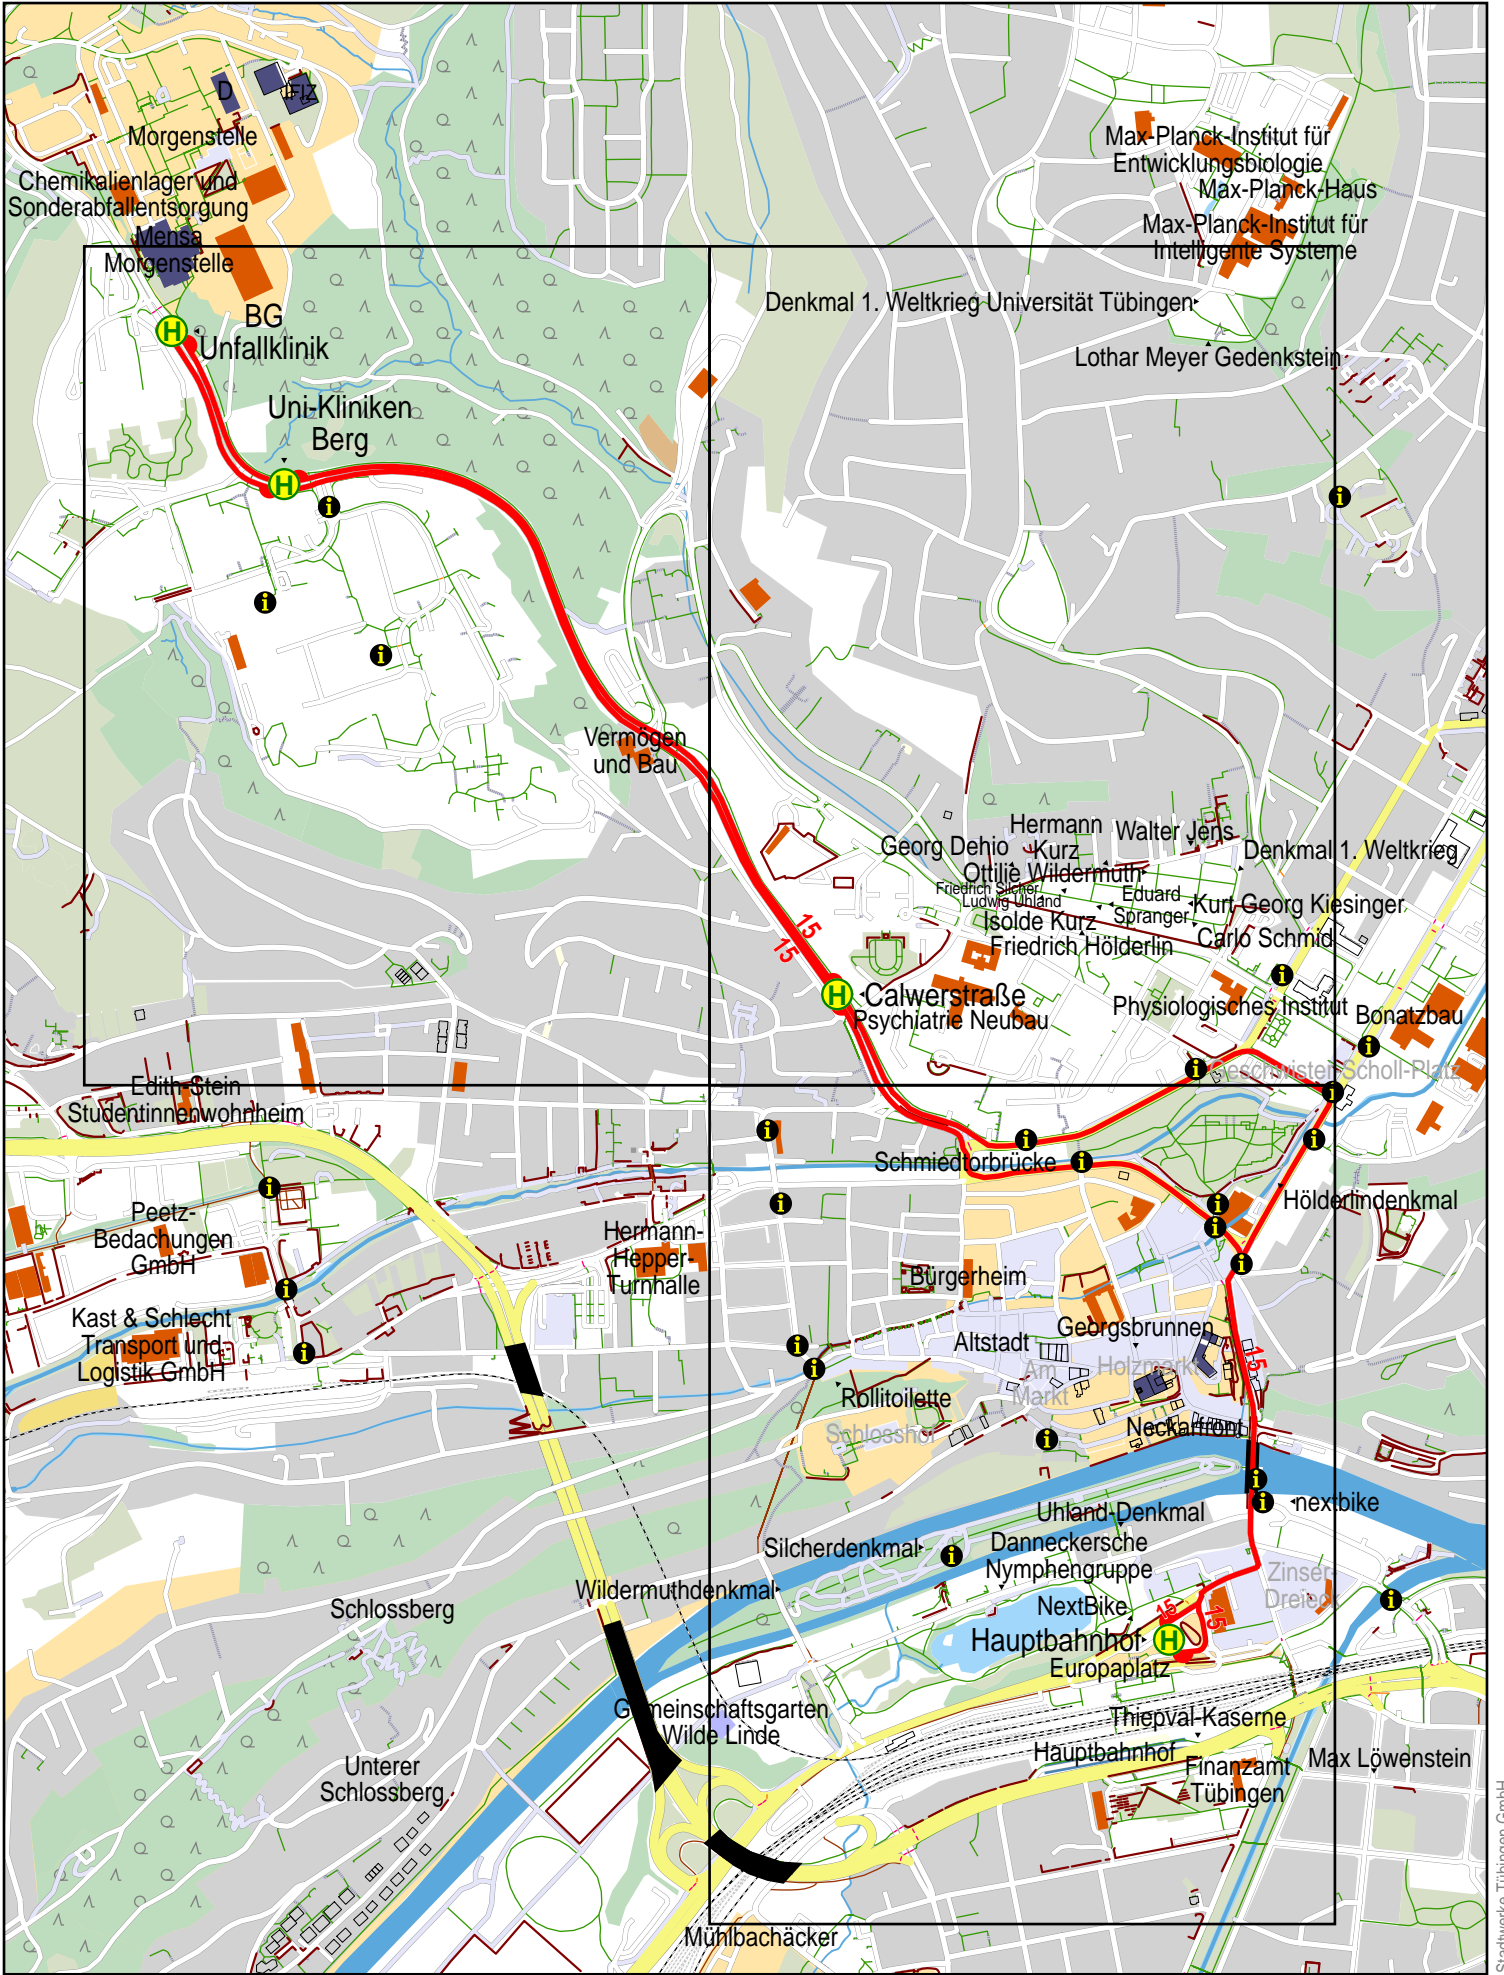 D
FIZ
Morgenstelle
Max-Planck-Institut für
Entwicklungsbiologie
Max-Planck-Haus
Chemikalienlager und
Sonderabfallentsorgung
Mensa
Morgenstelle
Max-Planck-Institut für
Intelligente Systeme
Denkmal 1. Weltkrieg Universität Tübingen
H
BG
Unfallklinik
Lothar Meyer Gedenkstein
Uni-Kliniken
Berg
H
i
i
i
i
Vermögen
und Bau
Hermann
Kurz
Walter Jens
Georg Dehio
Denkmal 1. Weltkrieg
Ottilie Wildermuth
Friedrich Silcher
Ludwig Uhland
Eduard
Spranger
Kurt Georg Kiesinger
Isolde Kurz
Friedrich Hölderlin
Carlo Schmid
15
15
i
H
Calwerstraße
Psychiatrie Neubau
Physiologisches Institut
Bonatzbau
i
i
Geschwister-Scholl-Platz
i
Edith-Stein
Studentinnenwohnheim
i
i
i
Schmiedtorbrücke
i
i
i
i
i
Hölderlindenkmal
Peetz-
Bedachungen
GmbH
Hermann-
Hepper-
Turnhalle
i
i
Bürgerheim
i
Kast & Schlecht
Transport und
Logistik GmbH
i
i
i
Georgsbrunnen
Altstadt
15
Am
Markt
Holzmarkt
Rollitoilette
Schlosshof
Neckarfront
i
i
i
nextbike
Uhland-Denkmal
Silcherdenkmal
i
Danneckersche
Nymphengruppe
Zinser-
Dreieck
Wildermuthdenkmal
i
Schlossberg
NextBike
15
15
Hauptbahnhof
H
Europaplatz
Gemeinschaftsgarten
Wilde Linde
Thiepval-Kaserne
Hauptbahnhof
Finanzamt
Tübingen
Max Löwenstein
Unterer
Schlossberg
Mühlbachäcker
Stadtwerke Tübingen GmbH